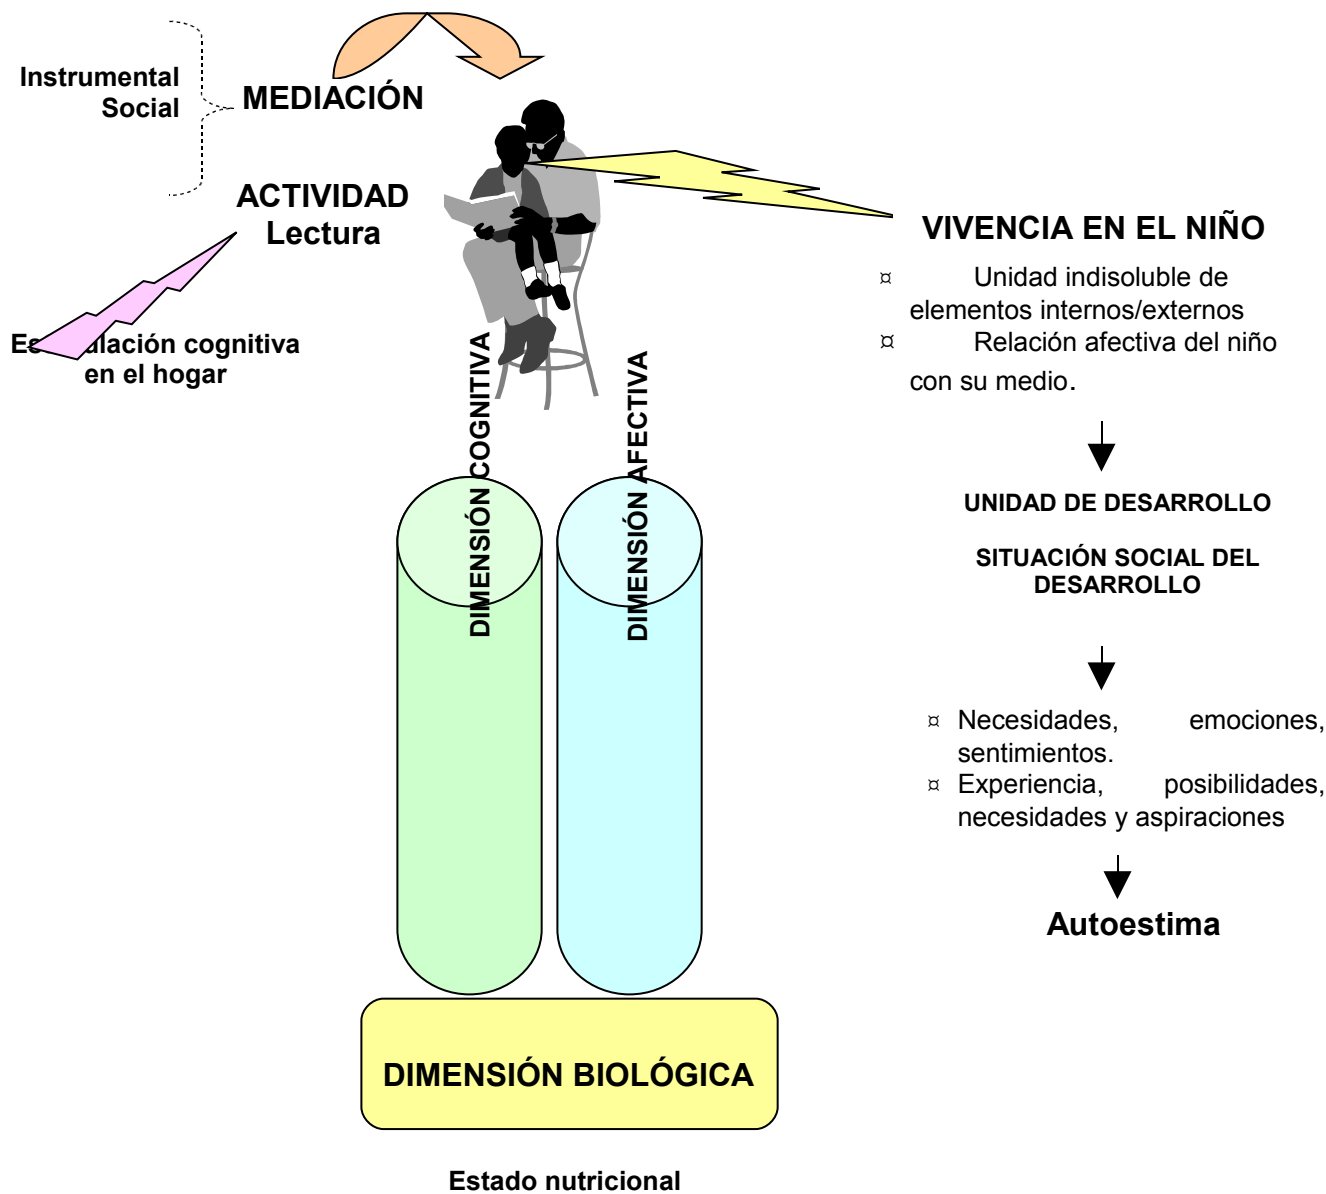 Instrumental
Social
MEDIACIÓN
ACTIVIDAD
Lectura
cognitiva
en el hogar
VIVENCIA EN EL NIÑO
¤ Unidad indisoluble de
elementos internos/externos
¤ Relación afectiva del niño
con su medio.
UNIDAD DE DESARROLLO
SITUACIÓN SOCIAL DEL
DESARROLLO
¤ Necesidades, emociones,
sentimientos.
¤ Experiencia, posibilidades,
necesidades y aspiraciones
Autoestima
DIMENSIÓN COGNITIVA
DIMENSIÓN AFECTIVA
DIMENSIÓN BIOLÓGICA
Estado nutricional